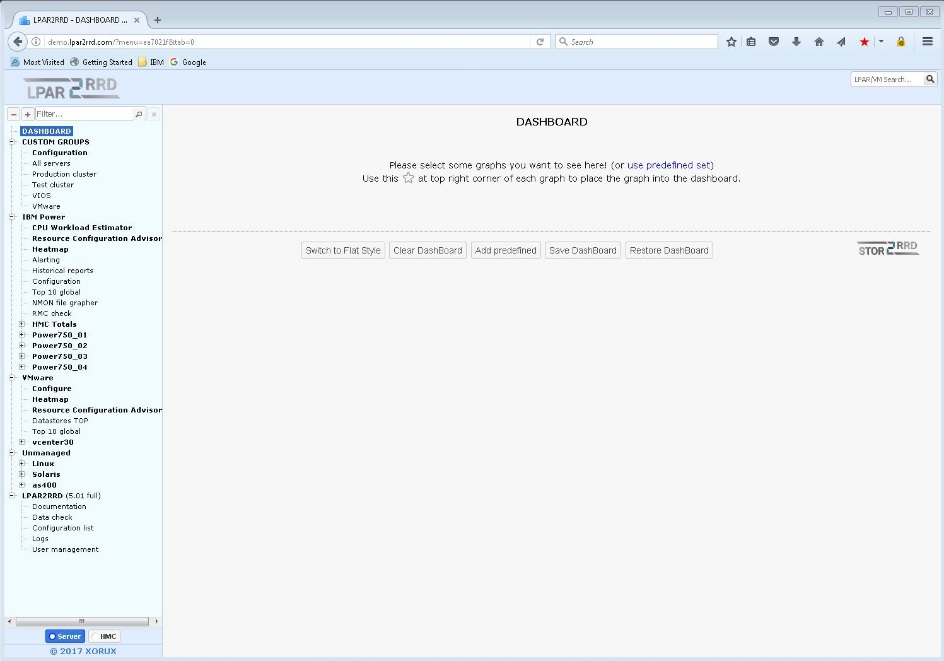 LPAR2RRD - DASHBOARD ...
demo.lpar2rrd.com/?menu=ea7021f&tab=0
Search
Most Visited Getting Started IBM Google
LPAR 2 RRD
LPAR/VM Search...
Filter...
DASHBOARD
CUSTOM GROUPS
Configuration
All servers
Production cluster
Test cluster
VIOS
VMware
IBM Power
CPU Workload Estimator
Resource Configuration Advisor
Heatmap
Alerting
Historical reports
Configuration
Top 10 global
NMON file grapher
RMC check
HMC Totals
Power750_01
Power750_02
Power750_03
Power750_04
VMware
Configure
Heatmap
Resource Configuration Advisor
Datastores TOP
Top 10 global
vcenter30
Unmanaged
Linux
Solaris
as400
LPAR2RRD (5.01 full)
Documentation
Data check
Configuration list
Logs
User management
Server HMC
© 2017 XORUX
DASHBOARD
Please select some graphs you want to see here! (or use predefined set)
Use this at top right corner of each graph to place the graph into the dashboard.
Switch to Flat Style Clear DashBoard Add predefined Save DashBoard Restore DashBoard
STOR 2 RRD